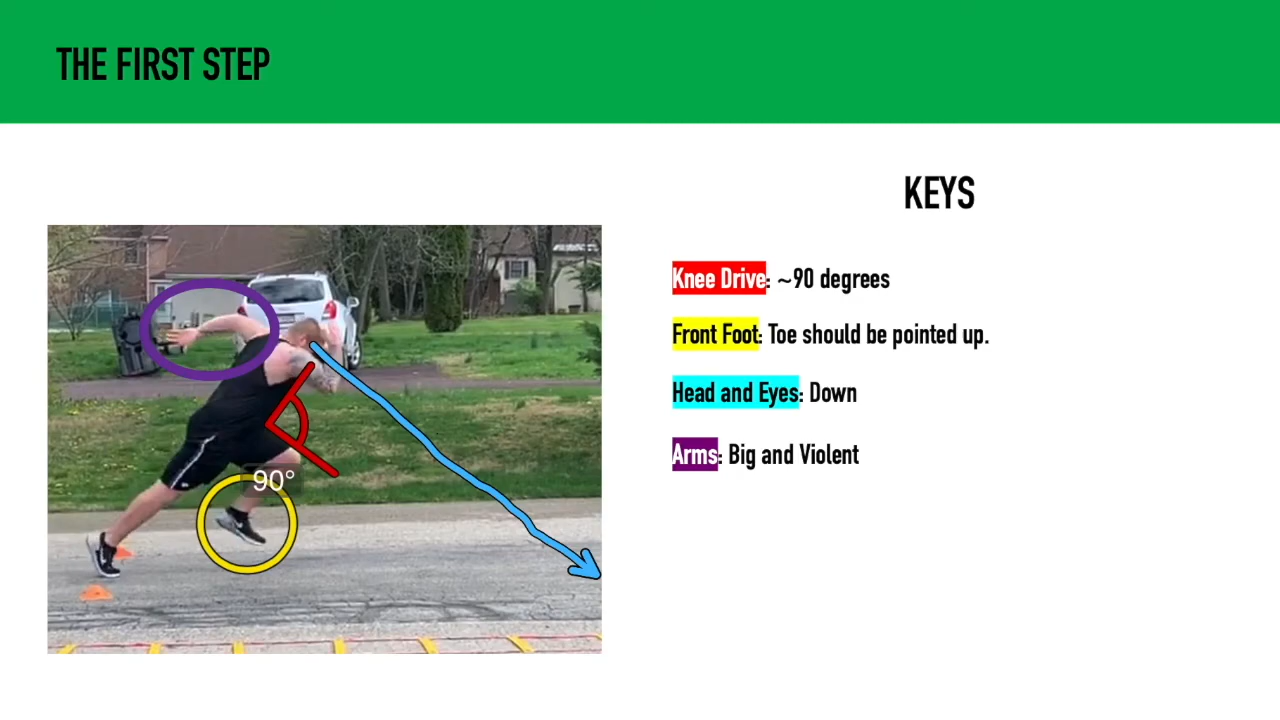 THE FIRST STEP
KEYS
Knee Drive: ~90 degrees
Front Foot: Toe should be pointed up.
Head and Eyes: Down
Arms: Big and Violent
90°